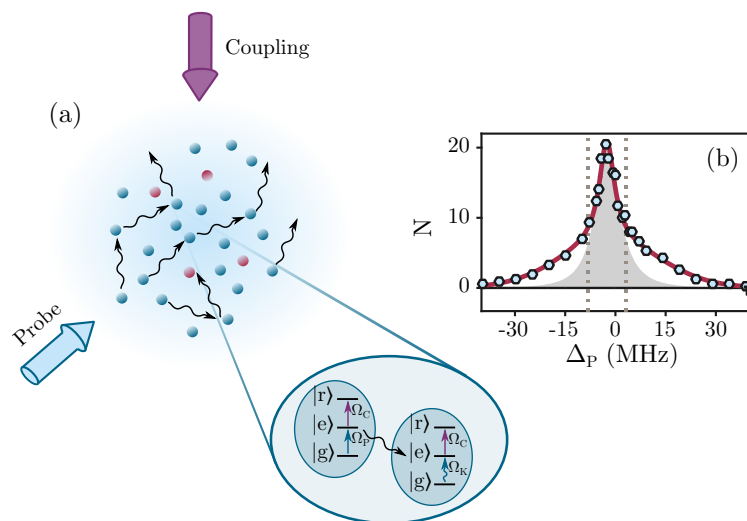 Coupling
(a)
Probe
|r⟩
Ω_C
|e⟩
Ω_P
|g⟩
|r⟩
Ω_C
|e⟩
Ω_K
|g⟩
(b)
N
20
10
0
-30 -15 0 15 30
Δ_P (MHz)